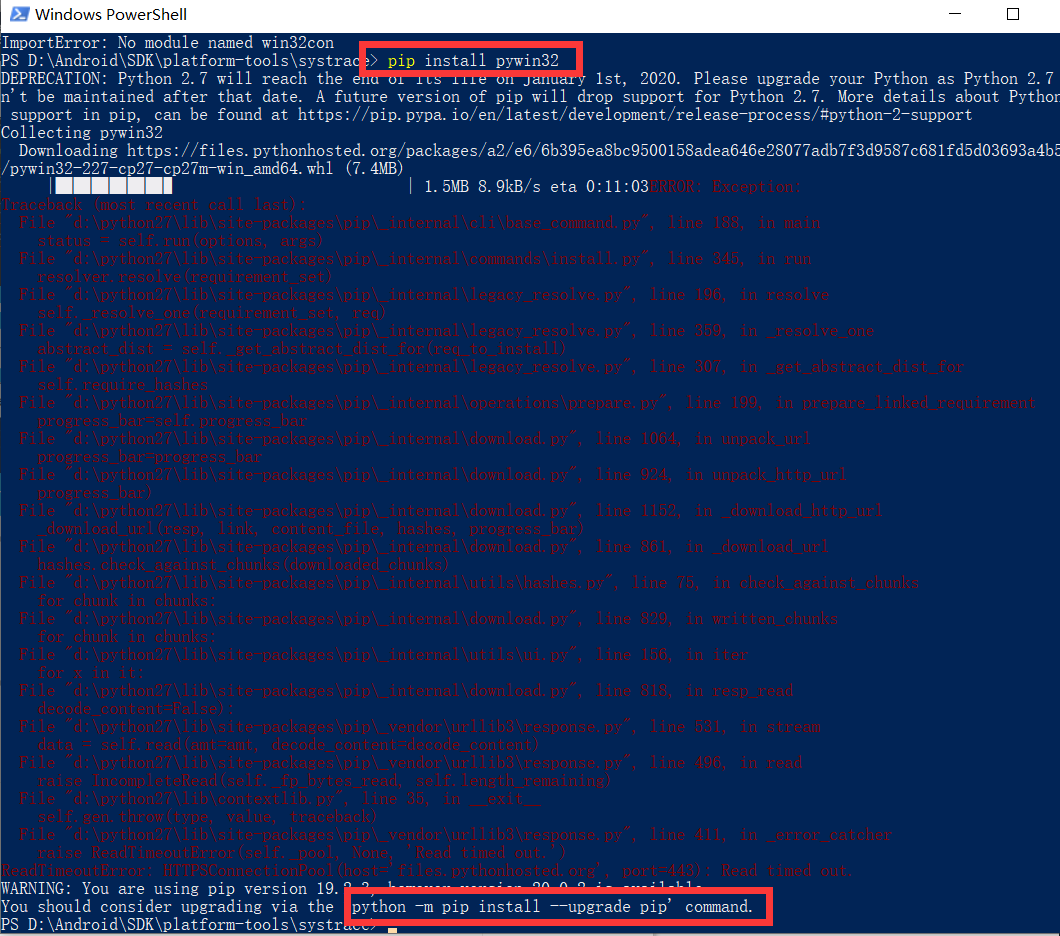 Windows PowerShell
ImportError: No module named win32con
PS D:\Android\SDK\platform-tools\systrace> pip install pywin32
DEPRECATION: Python 2.7 will reach the end of its life on January 1st, 2020. Please upgrade your Python as Python 2.7
n't be maintained after that date. A future version of pip will drop support for Python 2.7. More details about Python
support in pip, can be found at https://pip.pypa.io/en/latest/development/release-process/#python-2-support
Collecting pywin32
Downloading https://files.pythonhosted.org/packages/a2/e6/6b395ea8bc9500158adea646e28077adb7f3d9587c681fd5d03693a4b5
/pywin32-227-cp27-cp27m-win_amd64.whl (7.4MB)
| | 1.5MB 8.9kB/s eta 0:11:03ERROR: Exception:
Traceback (most recent call last):
File "d:\python27\lib\site-packages\pip\_internal\cli\base_command.py", line 188, in main
status = self.run(options, args)
File "d:\python27\lib\site-packages\pip\_internal\commands\install.py", line 345, in run
resolver.resolve(requirement_set)
File "d:\python27\lib\site-packages\pip\_internal\legacy_resolve.py", line 196, in resolve
self._resolve_one(requirement_set, req)
File "d:\python27\lib\site-packages\pip\_internal\legacy_resolve.py", line 359, in _resolve_one
abstract_dist = self._get_abstract_dist_for(req_to_install)
File "d:\python27\lib\site-packages\pip\_internal\legacy_resolve.py", line 307, in _get_abstract_dist_for
self.require_hashes
File "d:\python27\lib\site-packages\pip\_internal\operations\prepare.py", line 199, in prepare_linked_requirement
progress_bar=self.progress_bar
File "d:\python27\lib\site-packages\pip\_internal\download.py", line 1064, in unpack_url
progress_bar=progress_bar
File "d:\python27\lib\site-packages\pip\_internal\download.py", line 924, in unpack_http_url
progress_bar)
File "d:\python27\lib\site-packages\pip\_internal\download.py", line 1152, in _download_http_url
_download_url(resp, link, content_file, hashes, progress_bar)
File "d:\python27\lib\site-packages\pip\_internal\download.py", line 861, in _download_url
hashes.check_against_chunks(downloaded_chunks)
File "d:\python27\lib\site-packages\pip\_internal\utils\hashes.py", line 75, in check_against_chunks
for chunk in chunks:
File "d:\python27\lib\site-packages\pip\_internal\download.py", line 829, in written_chunks
for chunk in chunks:
File "d:\python27\lib\site-packages\pip\_internal\utils\ui.py", line 156, in iter
for x in it:
File "d:\python27\lib\site-packages\pip\_internal\download.py", line 818, in resp_read
decode_content=False):
File "d:\python27\lib\site-packages\pip\_vendor\urllib3\response.py", line 531, in stream
data = self.read(amt=amt, decode_content=decode_content)
File "d:\python27\lib\site-packages\pip\_vendor\urllib3\response.py", line 496, in read
raise IncompleteRead(self._fp_bytes_read, self.length_remaining)
File "d:\python27\lib\contextlib.py", line 35, in __exit__
self.gen.throw(type, value, traceback)
File "d:\python27\lib\site-packages\pip\_vendor\urllib3\response.py", line 411, in _error_catcher
raise ReadTimeoutError(self._pool, None, 'Read timed out.')
ReadTimeoutError: HTTPSConnectionPool(host='files.pythonhosted.org', port=443): Read timed out.
WARNING: You are using pip version 19.2.3, however version 20.0.2 is available.
You should consider upgrading via the 'python -m pip install --upgrade pip' command.
PS D:\Android\SDK\platform-tools\systrace>